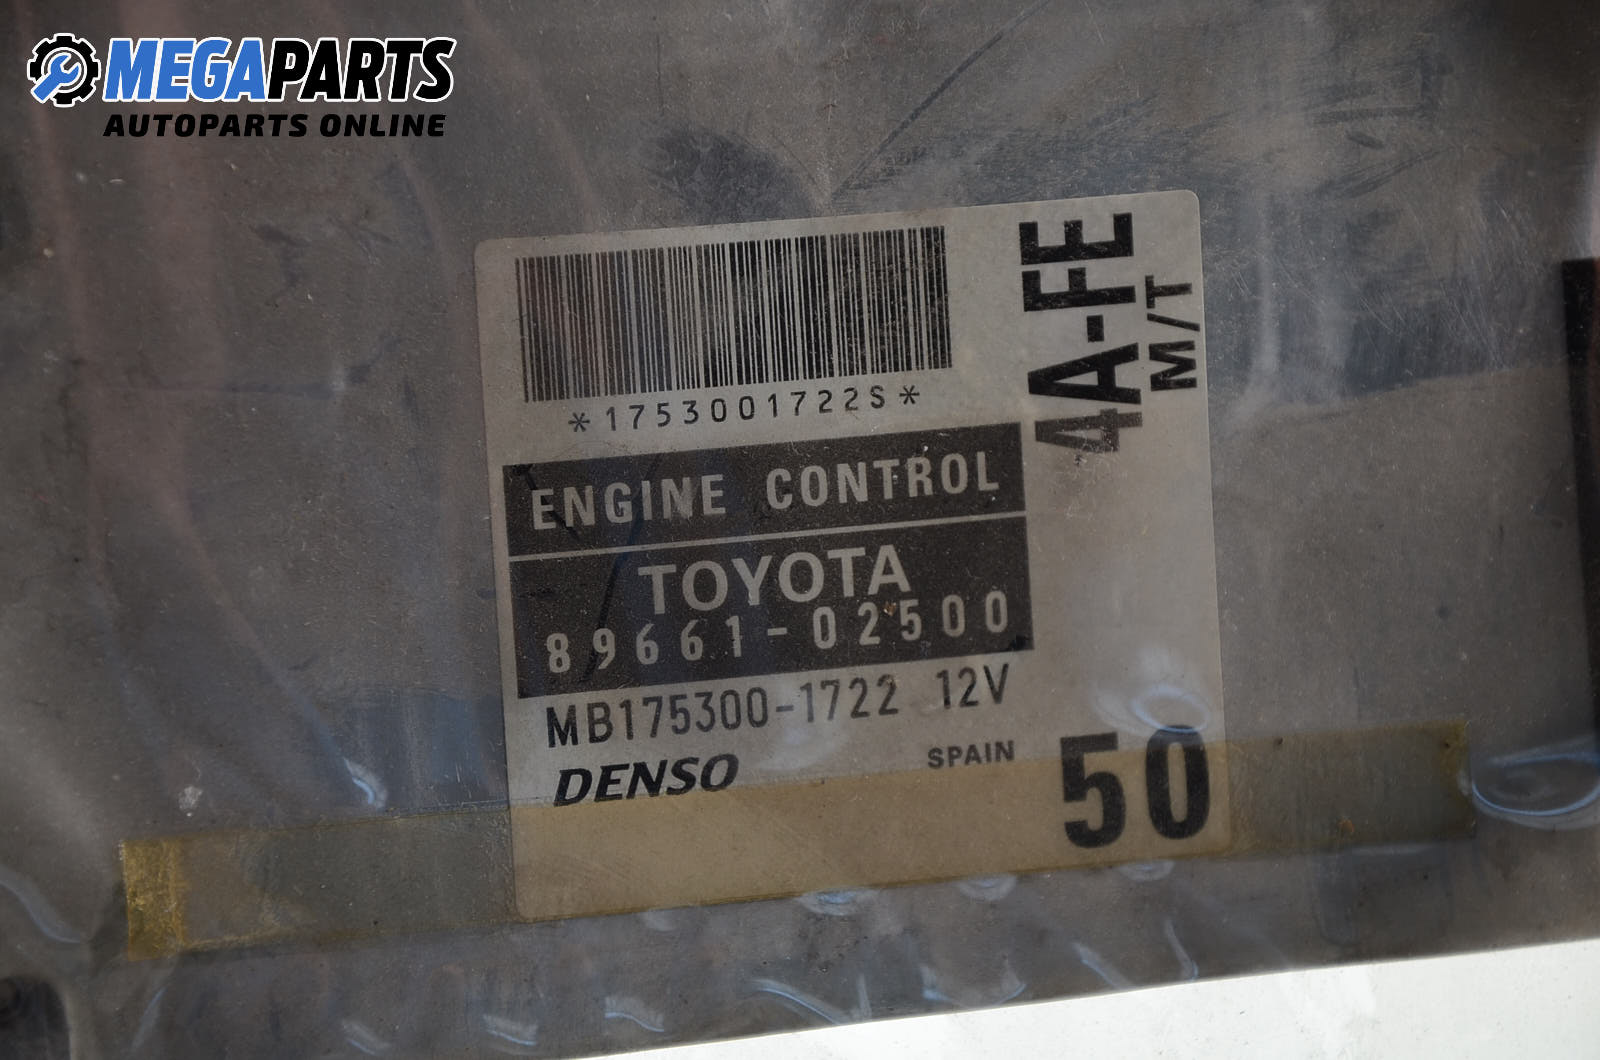 MEGAPARTS
AUTOPARTS ONLINE
*1753001722S*
4A-FE
M/T
ENGINE CONTROL
TOYOTA
89661-02500
MB175300-1722 12V
DENSO SPAIN
50